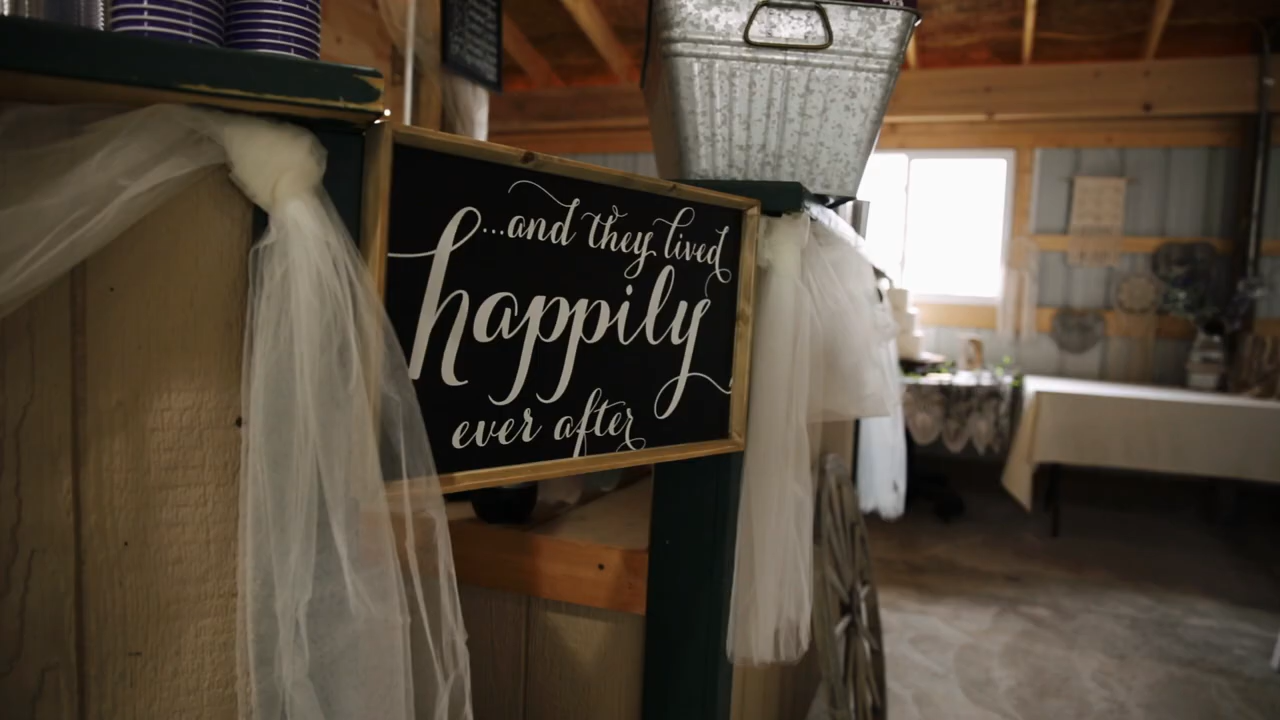 ...and they lived
happily
ever after